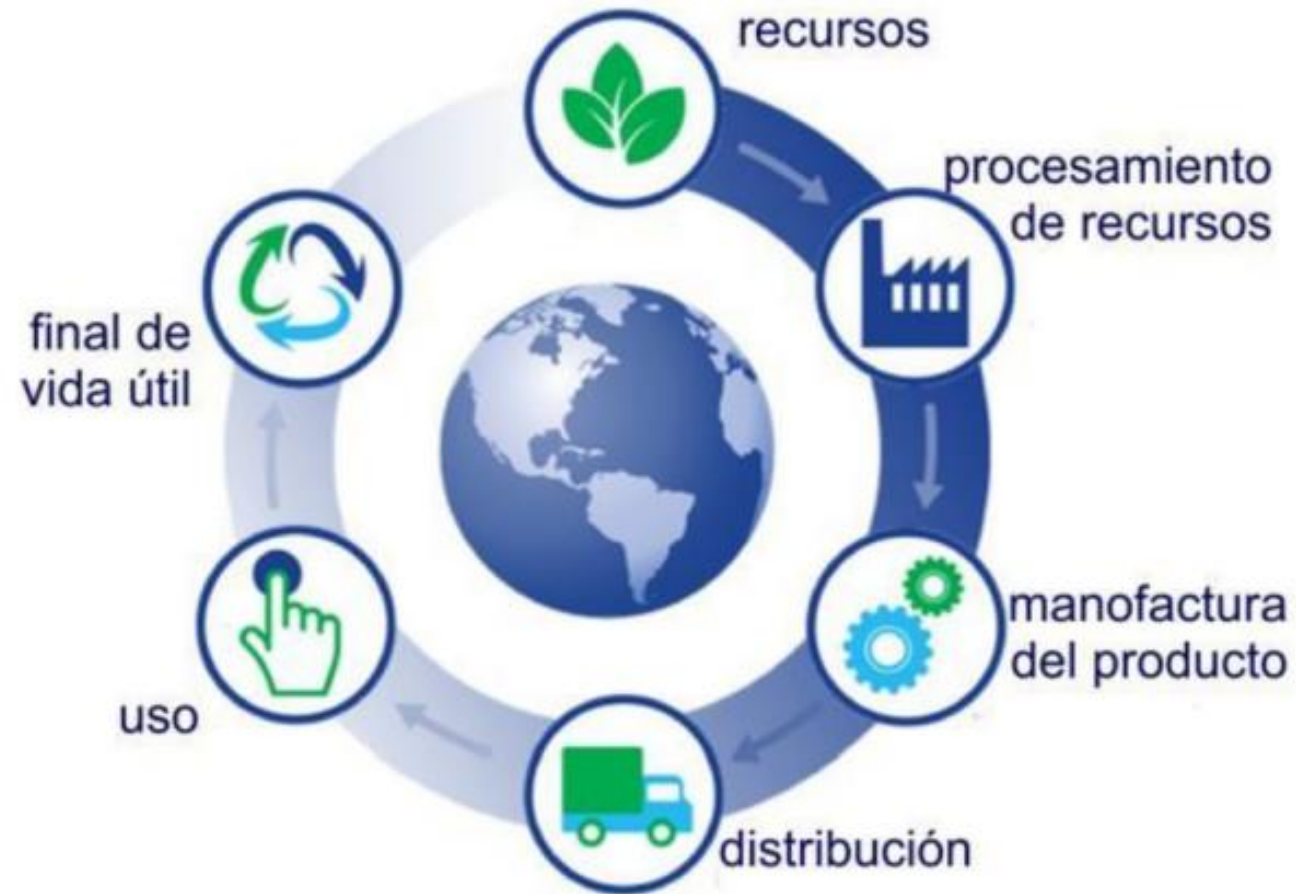 recursos
procesamiento
de recursos
manofactura
del producto
distribución
uso
final de
vida útil